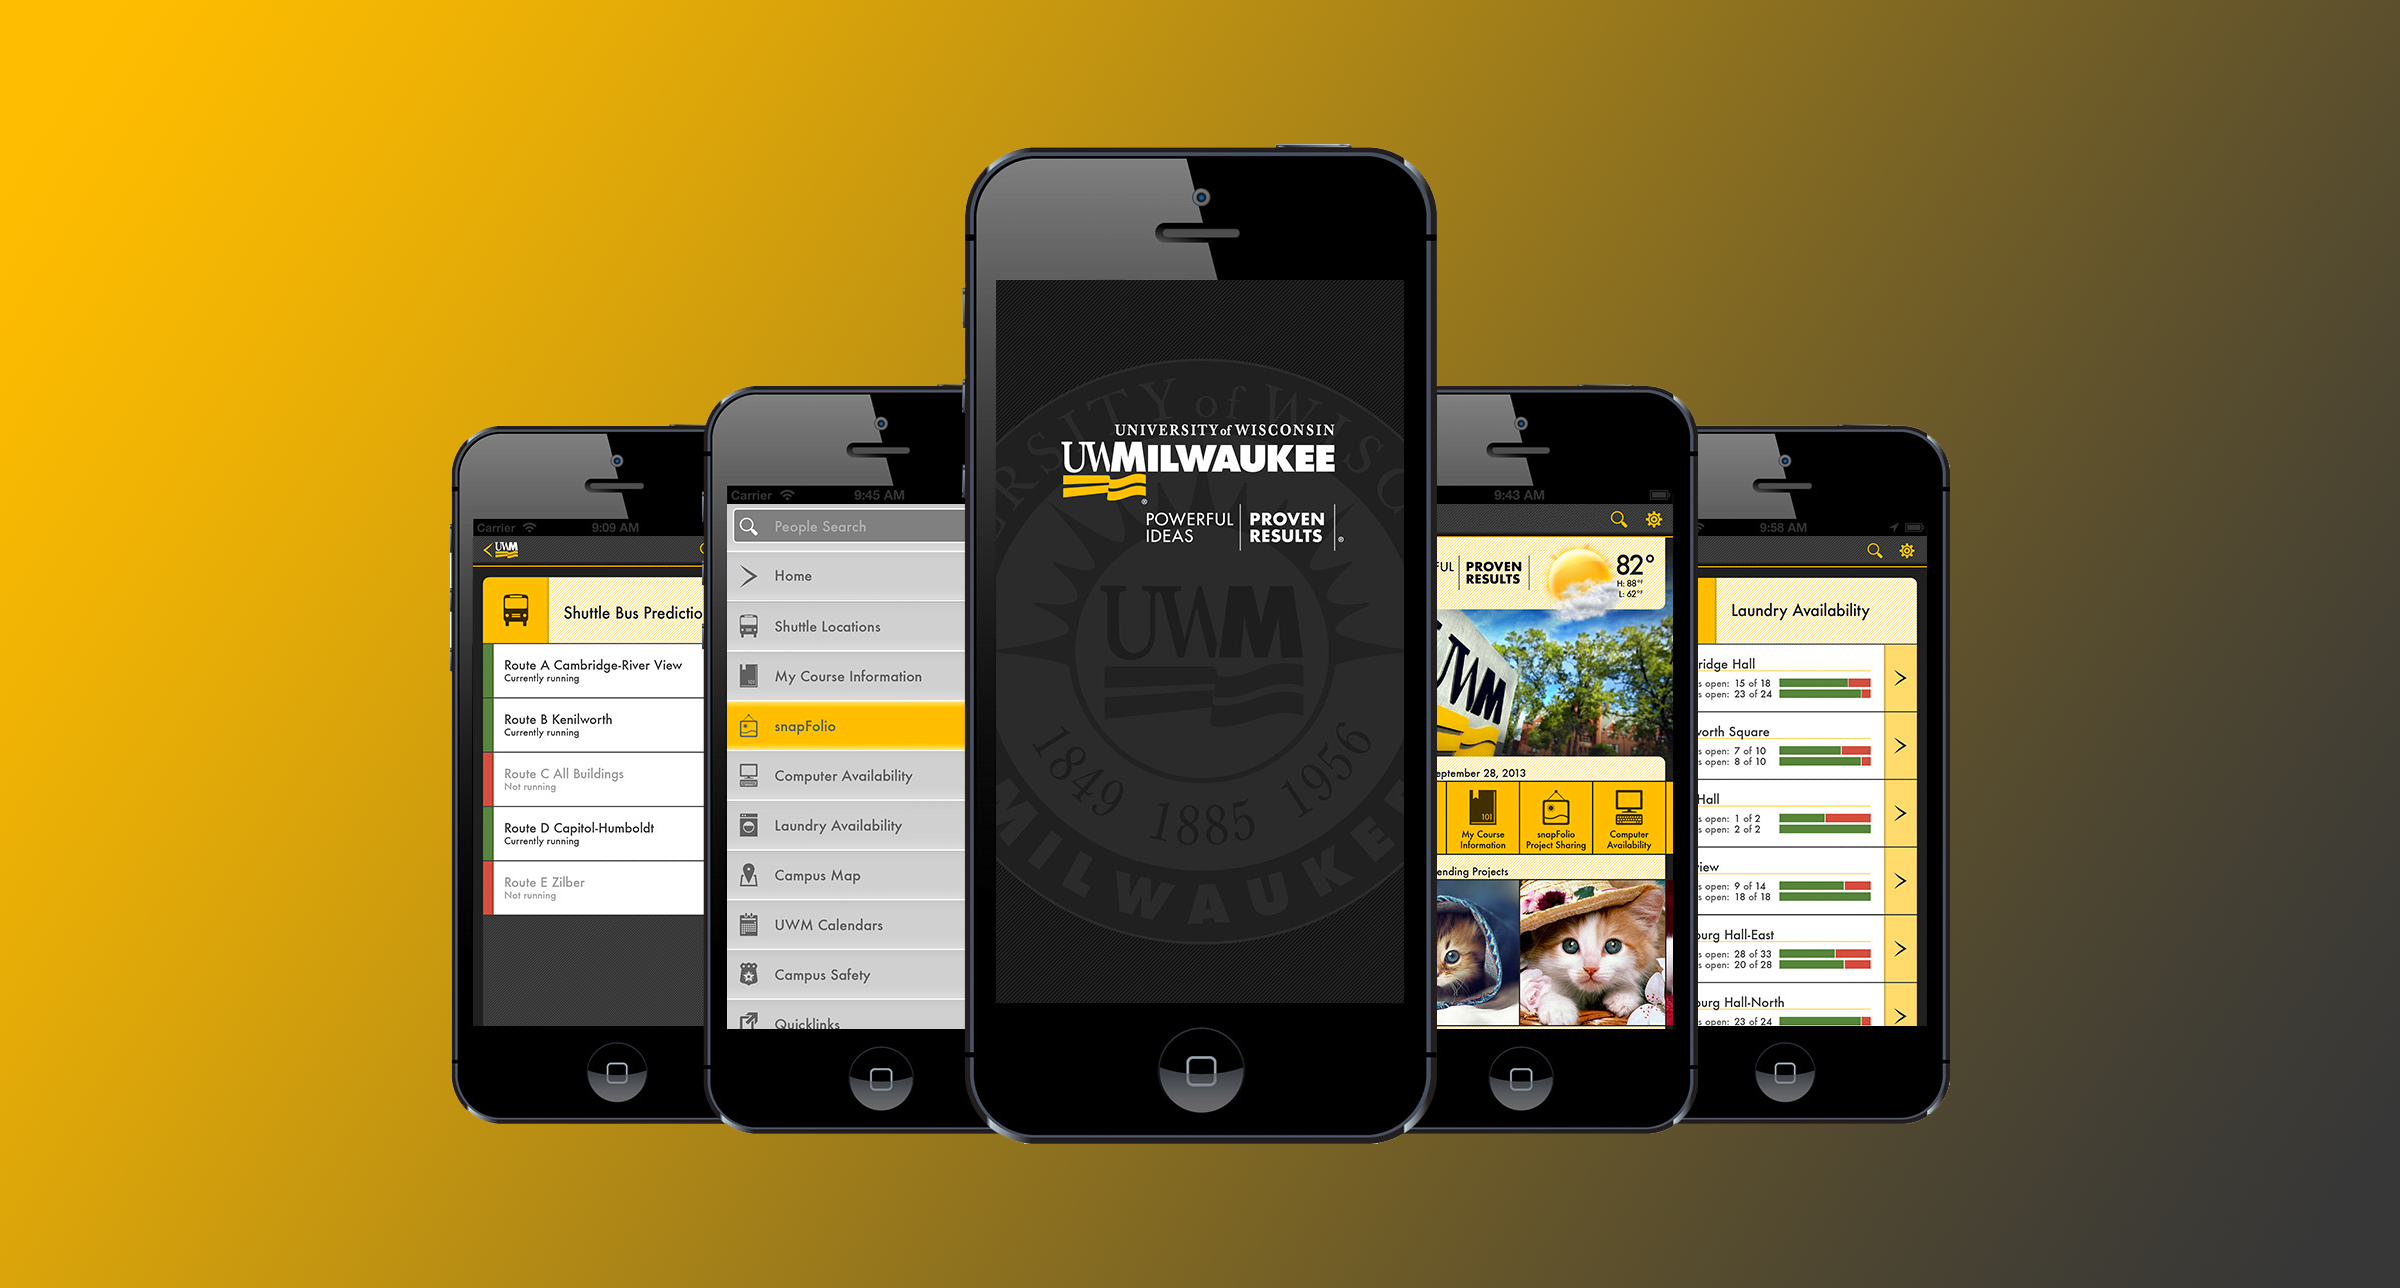 Carrier 9:09 AM
UWM
Shuttle Bus Predictio
Route A Cambridge-River View
Currently running
Route B Kenilworth
Currently running
Route C All Buildings
Not running
Route D Capitol-Humboldt
Currently running
Route E Zilber
Not running
Carrier 9:45 AM
People Search
Home
Shuttle Locations
101
My Course Information
snapFolio
Computer Availability
Laundry Availability
Campus Map
UWM Calendars
Campus Safety
Quicklinks
UNIVERSITY of WISCONSIN
UWMILWAUKEE
POWERFUL IDEAS
PROVEN RESULTS
ERSITY of WISC
UWM
1849 1885 1956
MILWAUKEE
9:43 AM
UL
PROVEN
RESULTS
82°
H: 88°F
L: 62°F
UWM
eptember 28, 2013
101
My Course
Information
snapFolio
Project Sharing
Computer
Availability
ending Projects
9:58 AM
Laundry Availability
ridge Hall
s open: 15 of 18
s open: 23 of 24
orth Square
s open: 7 of 10
s open: 8 of 10
Hall
s open: 1 of 2
s open: 2 of 2
iew
s open: 9 of 14
s open: 18 of 18
urg Hall-East
s open: 28 of 33
s open: 20 of 28
urg Hall-North
s open: 23 of 24